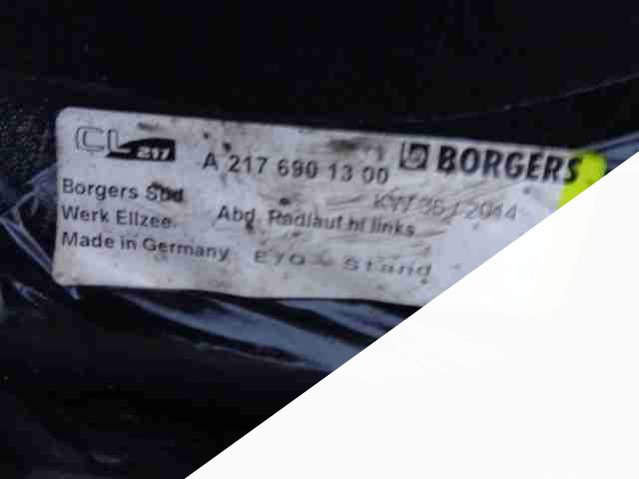 CL 217 A 217 690 13 00 BORGERS
Borgers Süd KW 36 / 2014
Werk Ellzee Abd. Radlauf hl links
Made in Germany E70 - Stand